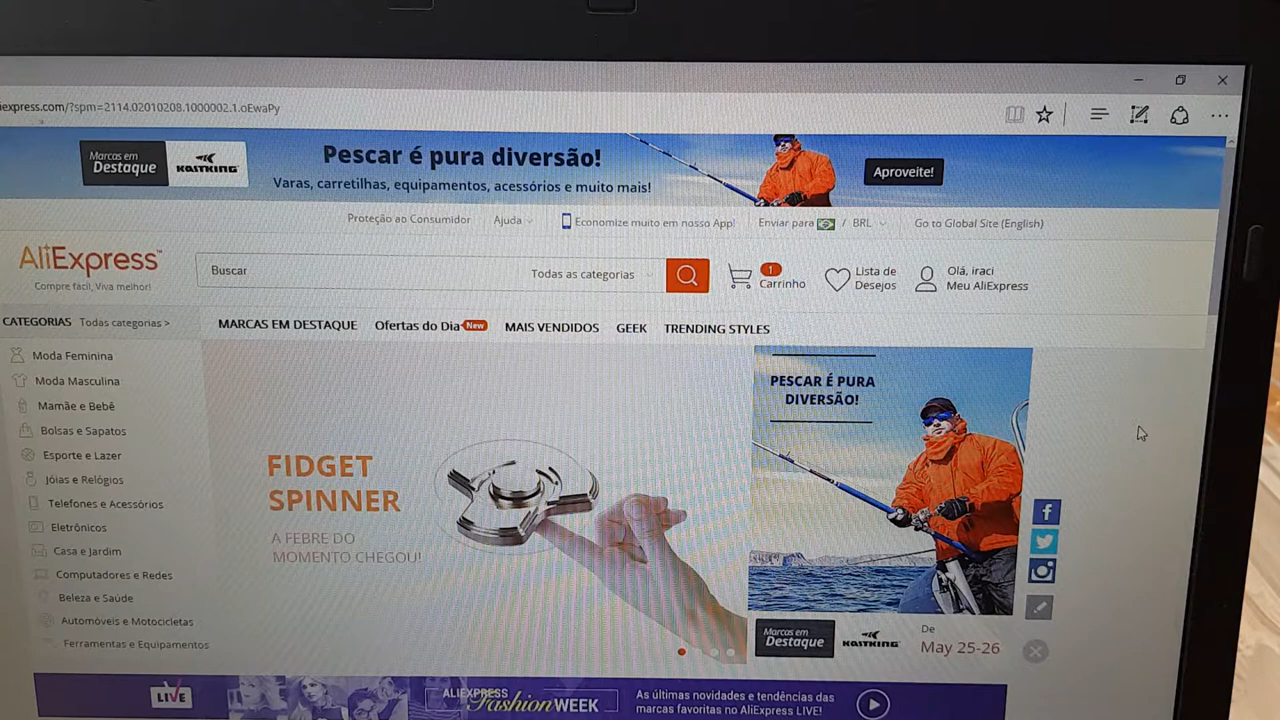 iexpress.com/?spm=2114.02010208.1000002.1.oEwaPy
Marcas em
Destaque
KASTKING
Pescar é pura diversão!
Varas, carretilhas, equipamentos, acessórios e muito mais!
Aproveite!
Proteção ao Consumidor
Ajuda
Economize muito em nosso App!
Enviar para / BRL
Go to Global Site (English)
AliExpress™
Compre fácil, Viva melhor!
Buscar
Todas as categorias
1
Carrinho
Lista de
Desejos
Olá, iraci
Meu AliExpress
CATEGORIAS Todas categorias >
MARCAS EM DESTAQUE
Ofertas do Dia New
MAIS VENDIDOS
GEEK
TRENDING STYLES
Moda Feminina
Moda Masculina
Mamãe e Bebê
Bolsas e Sapatos
Esporte e Lazer
Jóias e Relógios
Telefones e Acessórios
Eletrônicos
Casa e Jardim
Computadores e Redes
Beleza e Saúde
Automóveis e Motocicletas
Ferramentas e Equipamentos
FIDGET
SPINNER
A FEBRE DO
MOMENTO CHEGOU!
PESCAR É PURA
DIVERSÃO!
Marcas em
Destaque
KASTKING
De
May 25-26
LIVE
ALIEXPRESS
FashionWEEK
As últimas novidades e tendências das
marcas favoritas no AliExpress LIVE!